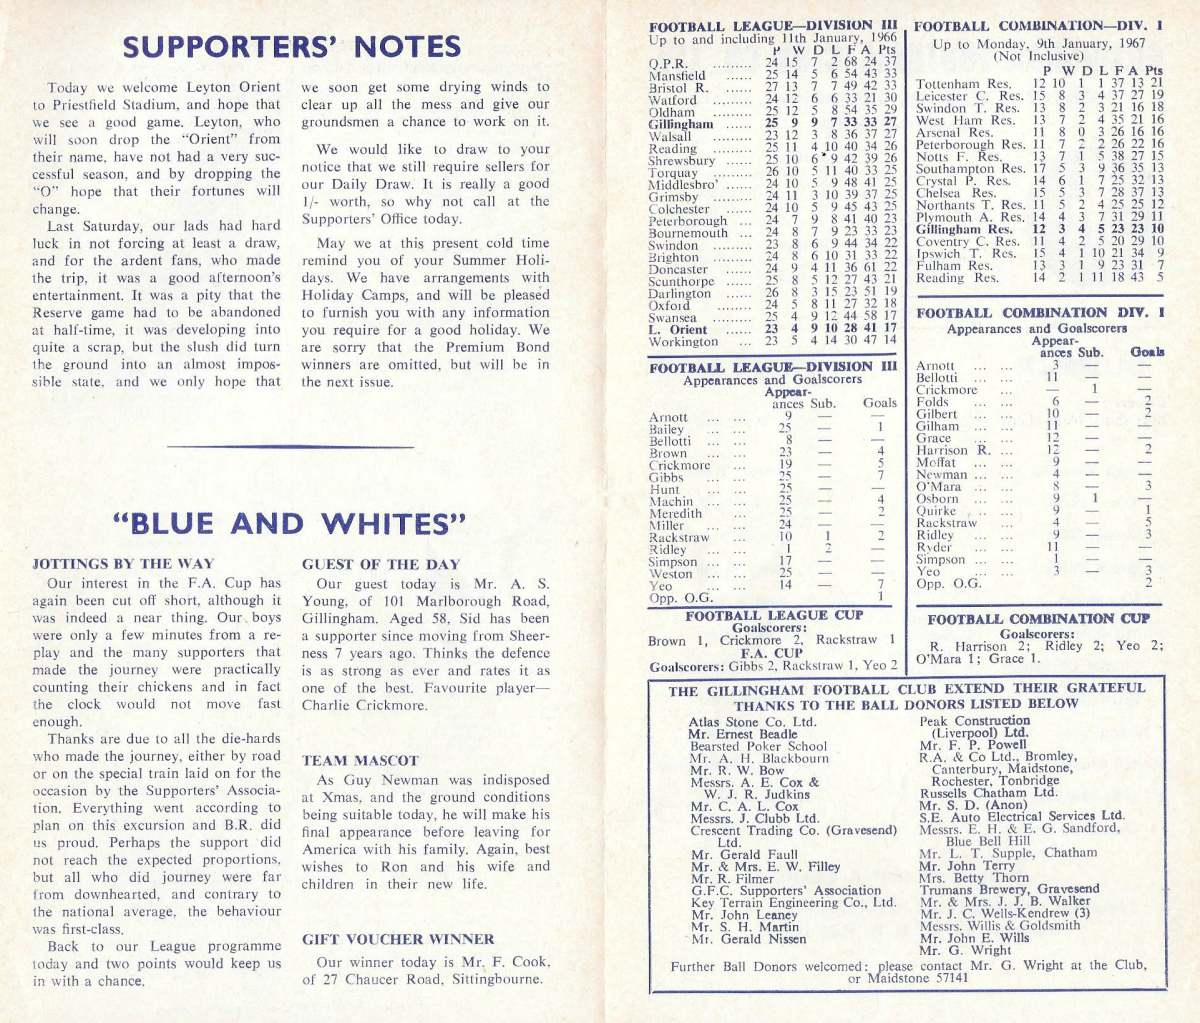 SUPPORTERS' NOTES
Today we welcome Leyton Orient
to Priestfield Stadium, and hope that
we see a good game. Leyton, who
will soon drop the "Orient" from
their name, have not had a very suc-
cessful season, and by dropping the
"O" hope that their fortunes will
change.
Last Saturday, our lads had hard
luck in not forcing at least a draw,
and for the ardent fans, who made
the trip, it was a good afternoon's
entertainment. It was a pity that the
Reserve game had to be abandoned
at half-time, it was developing into
quite a scrap, but the slush did turn
the ground into an almost impos-
sible state, and we only hope that
we soon get some drying winds to
clear up all the mess and give our
groundsmen a chance to work on it.
We would like to draw to your
notice that we still require sellers for
our Daily Draw. It is really a good
1/- worth, so why not call at the
Supporters' Office today.
May we at this present cold time
remind you of your Summer Holi-
days. We have arrangements with
Holiday Camps, and will be pleased
to furnish you with any information
you require for a good holiday. We
are sorry that the Premium Bond
winners are omitted, but will be in
the next issue.
"BLUE AND WHITES"
JOTTINGS BY THE WAY
Our interest in the F.A. Cup has
again been cut off short, although it
was indeed a near thing. Our boys
were only a few minutes from a re-
play and the many supporters that
made the journey were practically
counting their chickens and in fact
the clock would not move fast
enough.
Thanks are due to all the die-hards
who made the journey, either by road
or on the special train laid on for the
occasion by the Supporters' Associa-
tion. Everything went according to
plan on this excursion and B.R. did
us proud. Perhaps the support did
not reach the expected proportions,
but all who did journey were far
from downhearted, and contrary to
the national average, the behaviour
was first-class.
Back to our League programme
today and two points would keep us
in with a chance.
GUEST OF THE DAY
Our guest today is Mr. A. S.
Young, of 101 Marlborough Road,
Gillingham. Aged 58, Sid has been
a supporter since moving from Sheer-
ness 7 years ago. Thinks the defence
is as strong as ever and rates it as
one of the best. Favourite player—
Charlie Crickmore.
TEAM MASCOT
As Guy Newman was indisposed
at Xmas, and the ground conditions
being suitable today, he will make his
final appearance before leaving for
America with his family. Again, best
wishes to Ron and his wife and
children in their new life.
GIFT VOUCHER WINNER
Our winner today is Mr. F. Cook,
of 27 Chaucer Road, Sittingbourne.
FOOTBALL LEAGUE—DIVISION III
Up to and including 11th January, 1966
P W D L F A Pts
Q.P.R. ......... 24 15 7 2 68 24 37
Mansfield ...... 25 14 5 6 54 43 33
Bristol R. ...... 27 13 7 7 49 42 33
Watford ......... 24 12 6 6 33 21 30
Oldham ......... 25 12 5 8 54 35 29
Gillingham ...... 25 9 9 7 33 33 27
Walsall ......... 23 12 3 8 36 37 27
Reading ......... 25 11 4 10 40 34 26
Shrewsbury ...... 25 10 6 9 42 39 26
Torquay ......... 26 10 5 11 40 33 25
Middlesbro' ...... 24 10 5 9 48 41 25
Grimsby ......... 24 11 3 10 39 37 25
Colchester ...... 24 10 5 9 45 43 25
Peterborough ... 24 7 9 8 41 40 23
Bournemouth ... 24 8 7 9 23 33 23
Swindon ......... 23 8 6 9 44 34 22
Brighton ......... 24 8 6 10 31 33 22
Doncaster ...... 24 9 4 11 36 61 22
Scunthorpe ...... 25 8 5 12 27 43 21
Darlington ...... 26 8 3 15 23 51 19
Oxford ......... 24 5 8 11 27 32 18
Swansea ......... 25 4 9 12 44 58 17
L. Orient ...... 23 4 9 10 28 41 17
Workington ... 23 5 4 14 30 47 14
FOOTBALL LEAGUE—DIVISION III
Appearances and Goalscorers
Appear-
ances Sub. Goals
Arnott ... ... 9 — —
Bailey ... ... 25 — 1
Bellotti ... ... 8 — —
Brown ... ... 23 — 4
Crickmore ... 19 — 5
Gibbs ... ... 25 — 7
Hunt ... ... 25 — —
Machin ... ... 25 — 4
Meredith ... 25 — 2
Miller ... ... 24 — —
Rackstraw ... 10 1 2
Ridley ... ... 1 2 —
Simpson ... ... 17 — —
Weston ... ... 25 — —
Yeo ... ... 14 — 7
Opp. O.G. 1
FOOTBALL LEAGUE CUP
Goalscorers:
Brown 1, Crickmore 2, Rackstraw 1
F.A. CUP
Goalscorers: Gibbs 2, Rackstraw 1, Yeo 2
FOOTBALL COMBINATION—DIV. I
Up to Monday, 9th January, 1967
(Not Inclusive)
P W D L F A Pts
Tottenham Res. 12 10 1 1 37 13 21
Leicester C. Res. 15 8 3 4 37 27 19
Swindon T. Res. 13 8 2 3 21 16 18
West Ham Res. 13 7 2 4 35 21 16
Arsenal Res. 11 8 0 3 26 16 16
Peterborough Res. 11 7 2 2 26 22 16
Notts F. Res. 13 7 1 5 38 27 15
Southampton Res. 17 5 3 9 36 35 13
Crystal P. Res. 14 6 1 7 25 32 13
Chelsea Res. 15 5 3 7 28 37 13
Northants T. Res. 11 5 2 4 25 25 12
Plymouth A. Res. 14 4 3 7 31 29 11
Gillingham Res. 12 3 4 5 23 23 10
Coventry C. Res. 11 4 2 5 20 29 10
Ipswich T. Res. 15 4 1 10 21 34 9
Fulham Res. 13 3 1 9 23 31 7
Reading Res. 14 2 1 11 18 43 5
FOOTBALL COMBINATION DIV. I
Appearances and Goalscorers
Appear-
ances Sub. Goals
Arnott ... ... 3 — —
Bellotti ... ... 11 — —
Crickmore ... — 1 —
Folds ... ... 6 — 2
Gilbert ... ... 10 — 2
Gilham ... ... 11 — —
Grace ... ... 12 — —
Harrison R. ... 12 — 2
Moffat ... ... 9 — —
Newman ... ... 4 — —
O'Mara ... ... 8 — 3
Osborn ... ... 9 1 —
Quirke ... ... 9 — 1
Rackstraw ... 4 — 5
Ridley ... ... 9 — 3
Ryder ... ... 11 — —
Simpson ... ... 1 — —
Yeo ... ... 3 — 3
Opp. O.G. 2
FOOTBALL COMBINATION CUP
Goalscorers:
R. Harrison 2; Ridley 2; Yeo 2;
O'Mara 1; Grace 1.
THE GILLINGHAM FOOTBALL CLUB EXTEND THEIR GRATEFUL
THANKS TO THE BALL DONORS LISTED BELOW
Atlas Stone Co. Ltd.
Mr. Ernest Beadle
Bearsted Poker School
Mr. A. H. Blackbourn
Mr. R. W. Bow
Messrs. A. E. Cox &
W. J. R. Judkins
Mr. C. A. L. Cox
Messrs. J. Clubb Ltd.
Crescent Trading Co. (Gravesend)
Ltd.
Mr. Gerald Faull
Mr. & Mrs. E. W. Filley
Mr. R. Filmer
G.F.C. Supporters' Association
Key Terrain Engineering Co., Ltd.
Mr. John Leaney
Mr. S. H. Martin
Mr. Gerald Nissen
Peak Construction
(Liverpool) Ltd.
Mr. F. P. Powell
R.A. & Co Ltd., Bromley,
Canterbury, Maidstone,
Rochester, Tonbridge
Russells Chatham Ltd.
Mr. S. D. (Anon)
S.E. Auto Electrical Services Ltd.
Messrs. E. H. & E. G. Sandford,
Blue Bell Hill
Mr. L. T. Supple, Chatham
Mr. John Terry
Mrs. Betty Thorn
Trumans Brewery, Gravesend
Mr. & Mrs. J. J. B. Walker
Mr. J. C. Wells-Kendrew (3)
Messrs. Willis & Goldsmith
Mr. John E. Wills
Mr. G. Wright
Further Ball Donors welcomed: please contact Mr. G. Wright at the Club,
or Maidstone 57141